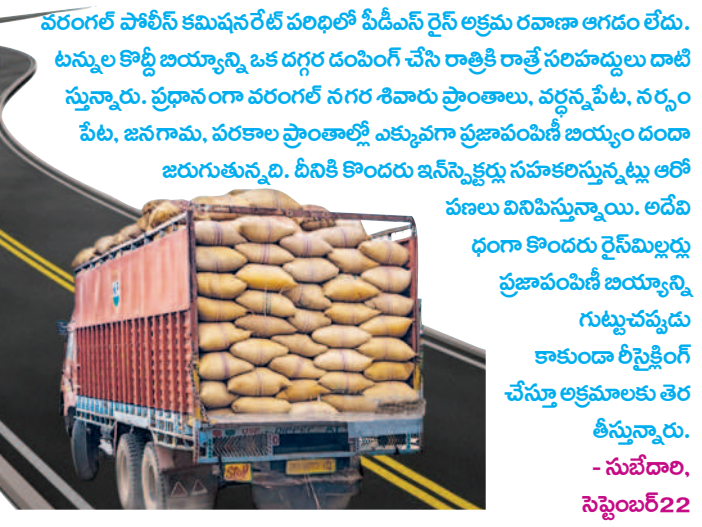 వరంగల్ పోలీస్ కమిషనరేట్ పరిధిలో పీడీఎస్ రైస్ అక్రమ రవాణా ఆగడం లేదు.
టన్నుల కొద్దీ బియ్యాన్ని ఒక దగ్గర డంపింగ్ చేసి రాత్రికి రాత్రే సరిహద్దులు దాటి
స్తున్నారు. ప్రధానంగా వరంగల్ నగర శివారు ప్రాంతాలు, వర్ధన్నపేట, నర్సం
పేట, జనగామ, పరకాల ప్రాంతాల్లో ఎక్కువగా ప్రజాపంపిణీ బియ్యం దందా
జరుగుతున్నది. దీనికి కొందరు ఇన్‌స్పెక్టర్లు సహకరిస్తున్నట్లు ఆరో
పణలు వినిపిస్తున్నాయి. అదేవి
ధంగా కొందరు రైస్‌మిల్లర్లు
ప్రజాపంపిణీ బియ్యాన్ని
గుట్టుచప్పుడు
కాకుండా రీసైక్లింగ్
చేస్తూ అక్రమాలకు తెర
తీస్తున్నారు.
- సుబేదారి,
సెప్టెంబర్22
STOP